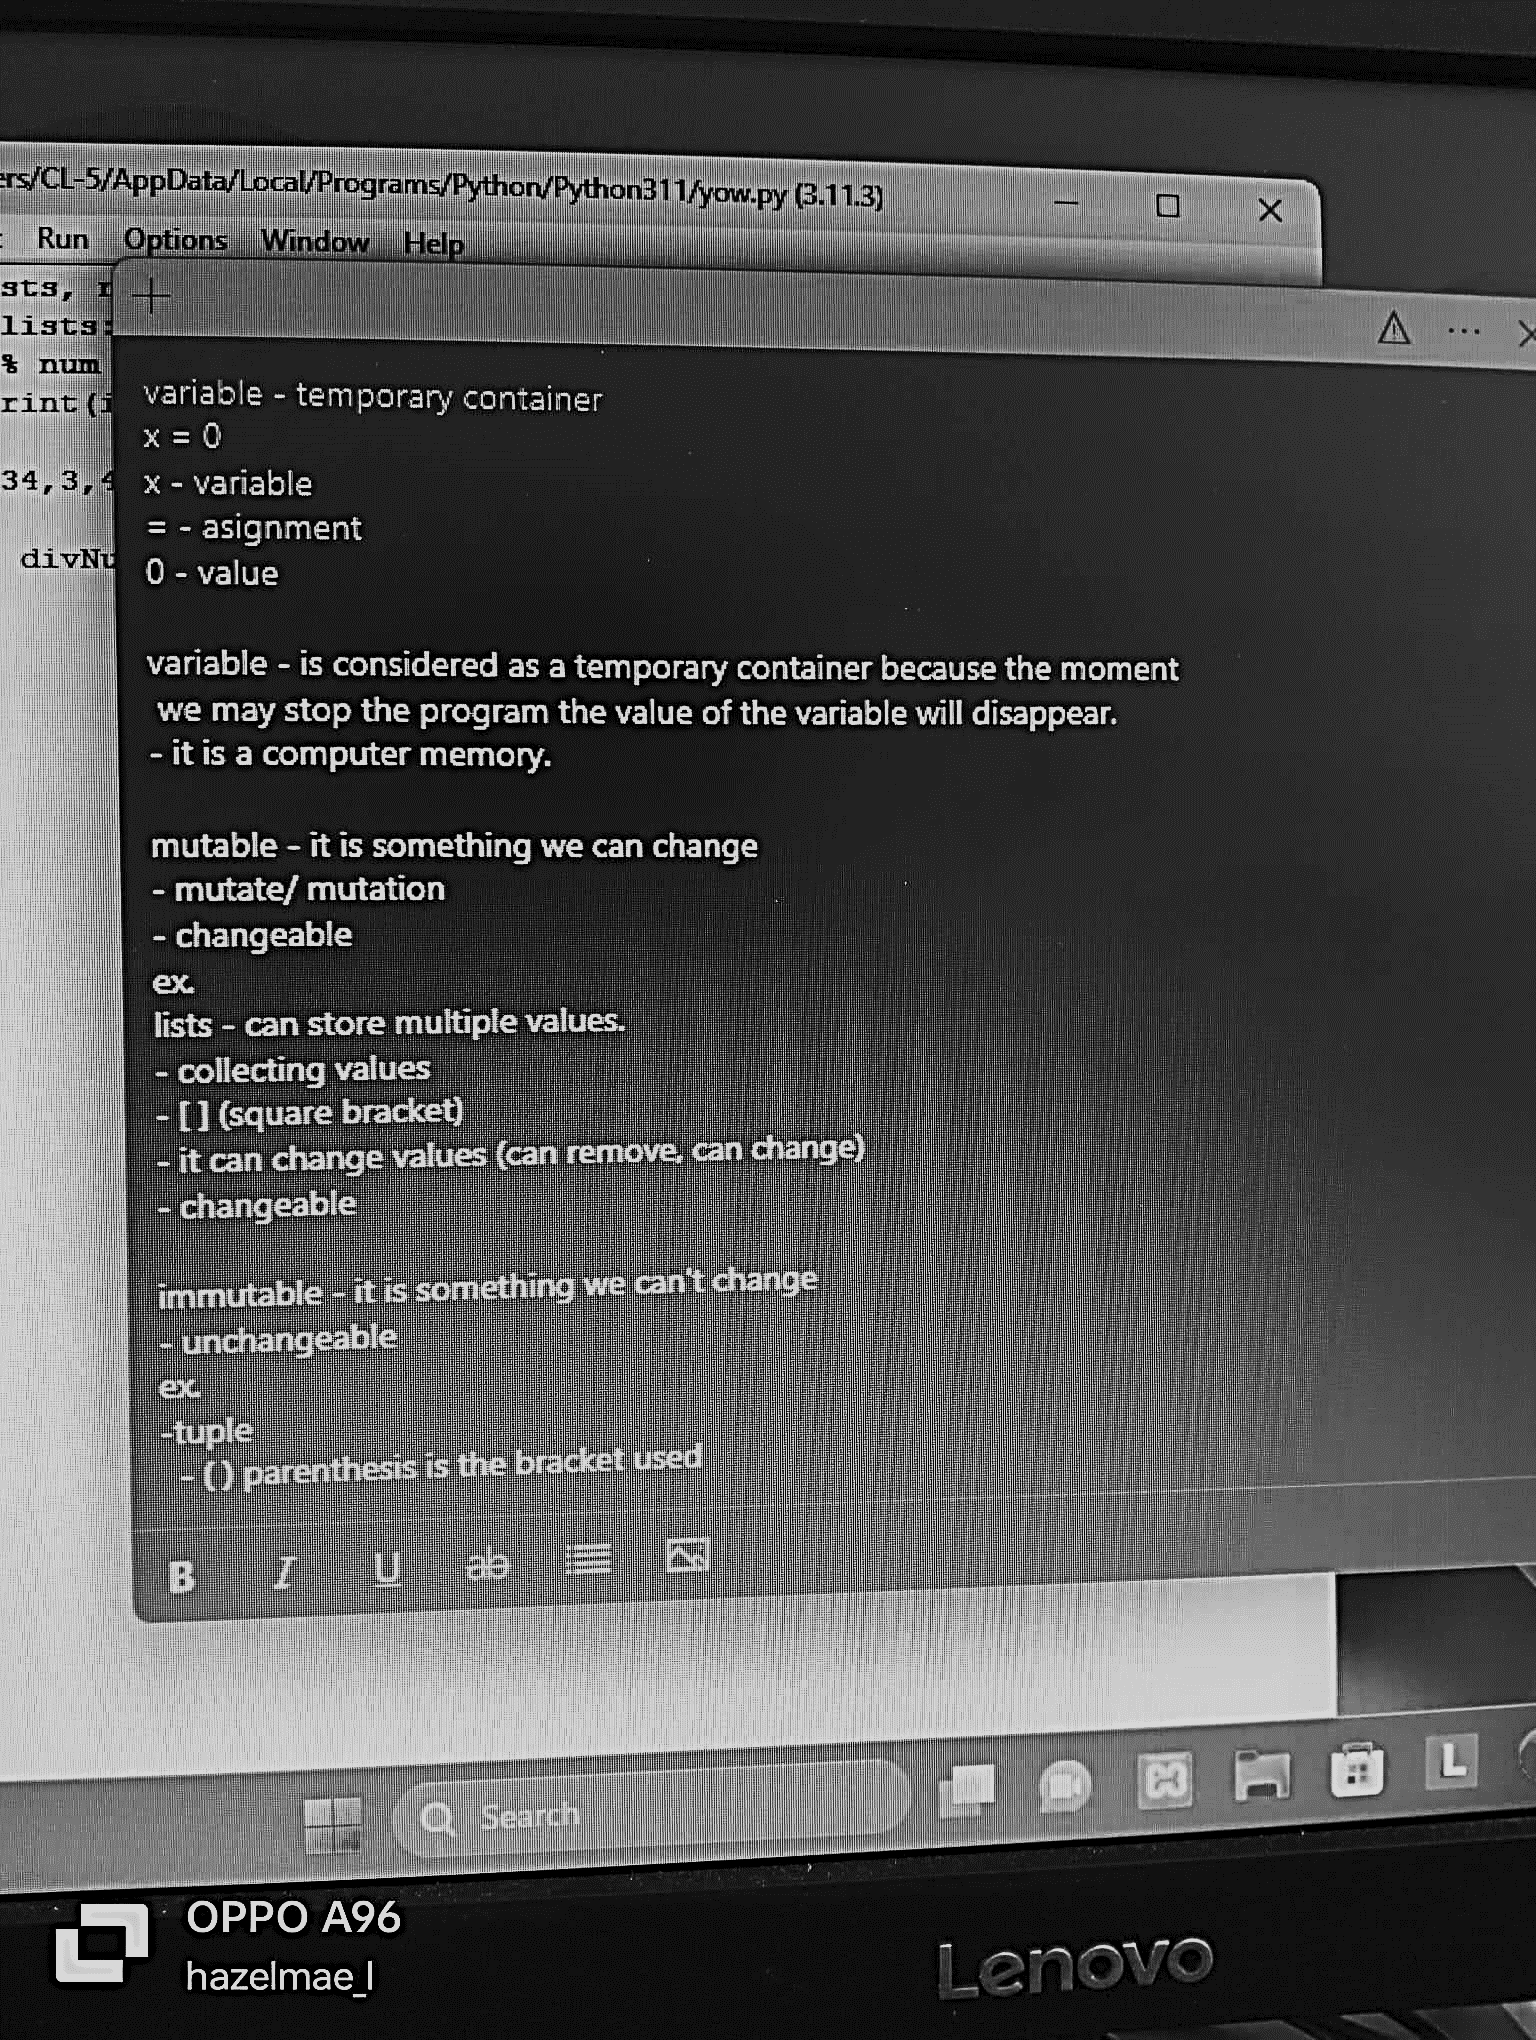 ers/CL-5/AppData/Local/Programs/Python/Python311/yow.py (3.11.3)
Run Options Window Help
sts,
lists:
% num
rint(i
34,3,4
divNu
variable - temporary container
x = 0
x - variable
= - asignment
0 - value
variable - is considered as a temporary container because the moment
we may stop the program the value of the variable will disappear.
- it is a computer memory.
mutable - it is something we can change
- mutate/ mutation
- changeable
ex.
lists - can store multiple values.
- collecting values
- [ ] (square bracket)
- it can change values (can remove, can change)
- changeable
immutable - it is something we can't change
- unchangeable
ex.
-tuple
- ( ) parenthesis is the bracket used
B I U ab
Search
L
OPPO A96
hazelmae_l
Lenovo